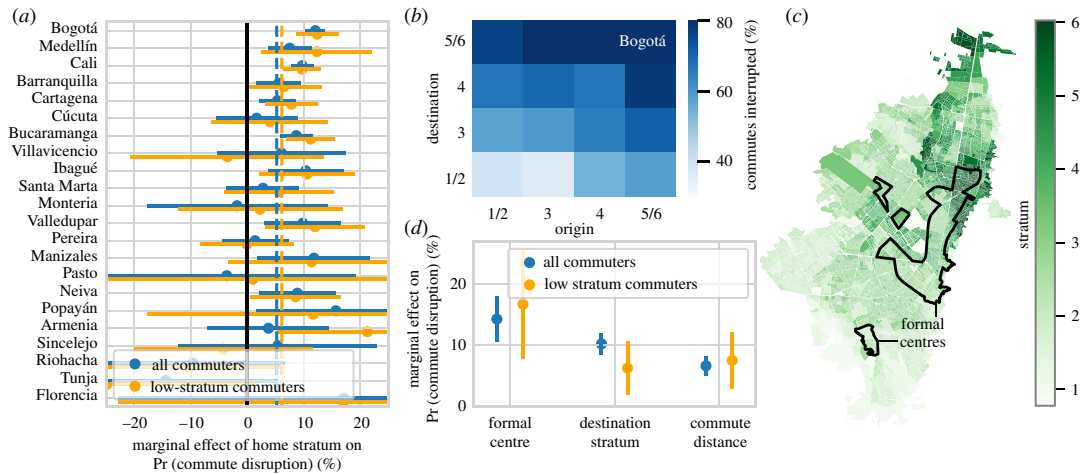 (a)
Bogotá
Medellín
Cali
Barranquilla
Cartagena
Cúcuta
Bucaramanga
Villavicencio
Ibagué
Santa Marta
Monteria
Valledupar
Pereira
Manizales
Pasto
Neiva
Popayán
Armenia
Sincelejo
Riohacha
Tunja
Florencia
all commuters
low-stratum commuters
−20 −10 0 10 20
marginal effect of home stratum on
Pr (commute disruption) (%)
(b)
Bogotá
destination
5/6
4
3
1/2
1/2 3 4 5/6
origin
80
60
40
commutes interrupted (%)
(c)
formal
centres
6
5
4
3
2
1
stratum
(d)
marginal effect on
Pr (commute disruption) (%)
20
10
0
all commuters
low stratum commuters
formal
centre
destination
stratum
commute
distance